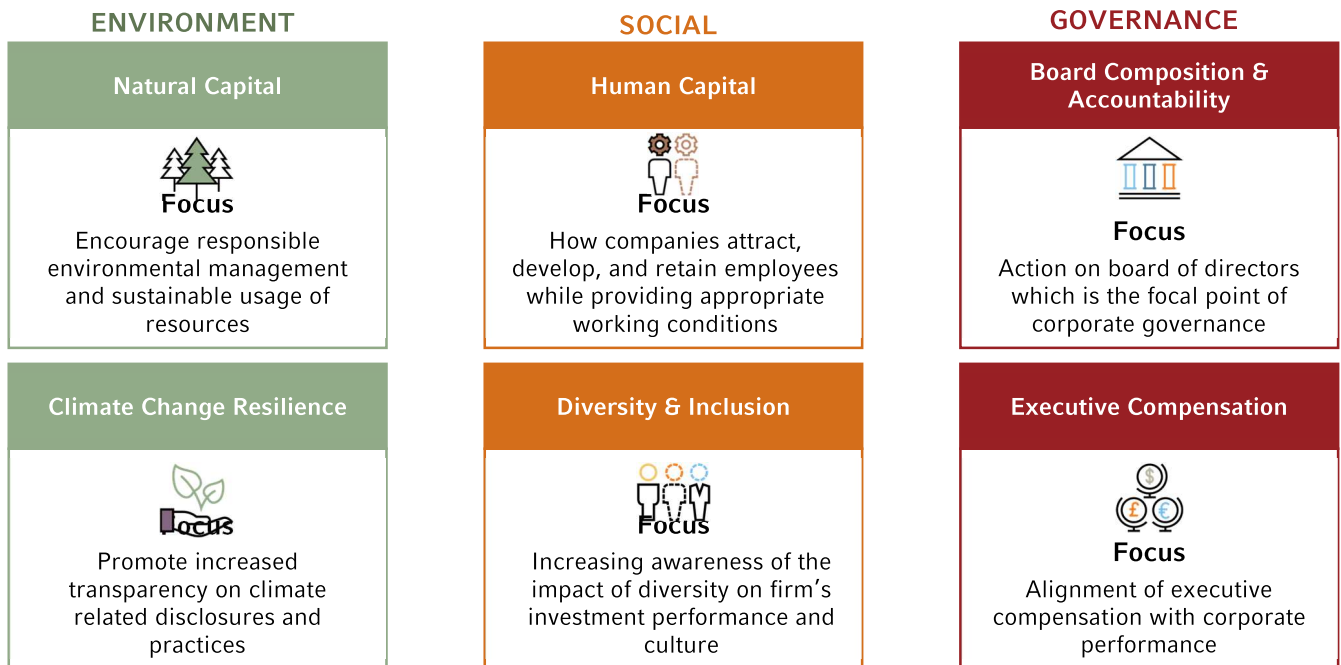 ENVIRONMENT
Natural Capital
Focus
Encourage responsible
environmental management
and sustainable usage of
resources
Climate Change Resilience
Focus
Promote increased
transparency on climate
related disclosures and
practices
SOCIAL
Human Capital
Focus
How companies attract,
develop, and retain employees
while providing appropriate
working conditions
Diversity & Inclusion
Focus
Increasing awareness of the
impact of diversity on firm's
investment performance and
culture
GOVERNANCE
Board Composition &
Accountability
Focus
Action on board of directors
which is the focal point of
corporate governance
Executive Compensation
$
£
€
Focus
Alignment of executive
compensation with corporate
performance